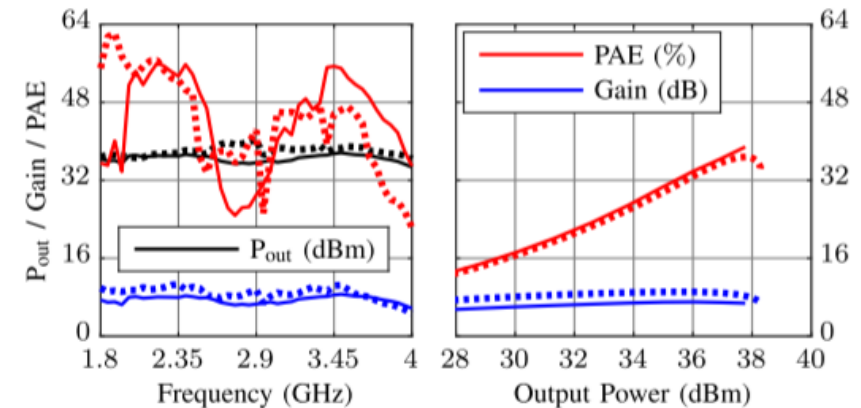 64
48
32
16
0
P_out / Gain / PAE
P_out (dBm)
1.8 2.35 2.9 3.45 4
Frequency (GHz)
PAE (%)
Gain (dB)
64
48
32
16
0
28 30 32 34 36 38 40
Output Power (dBm)